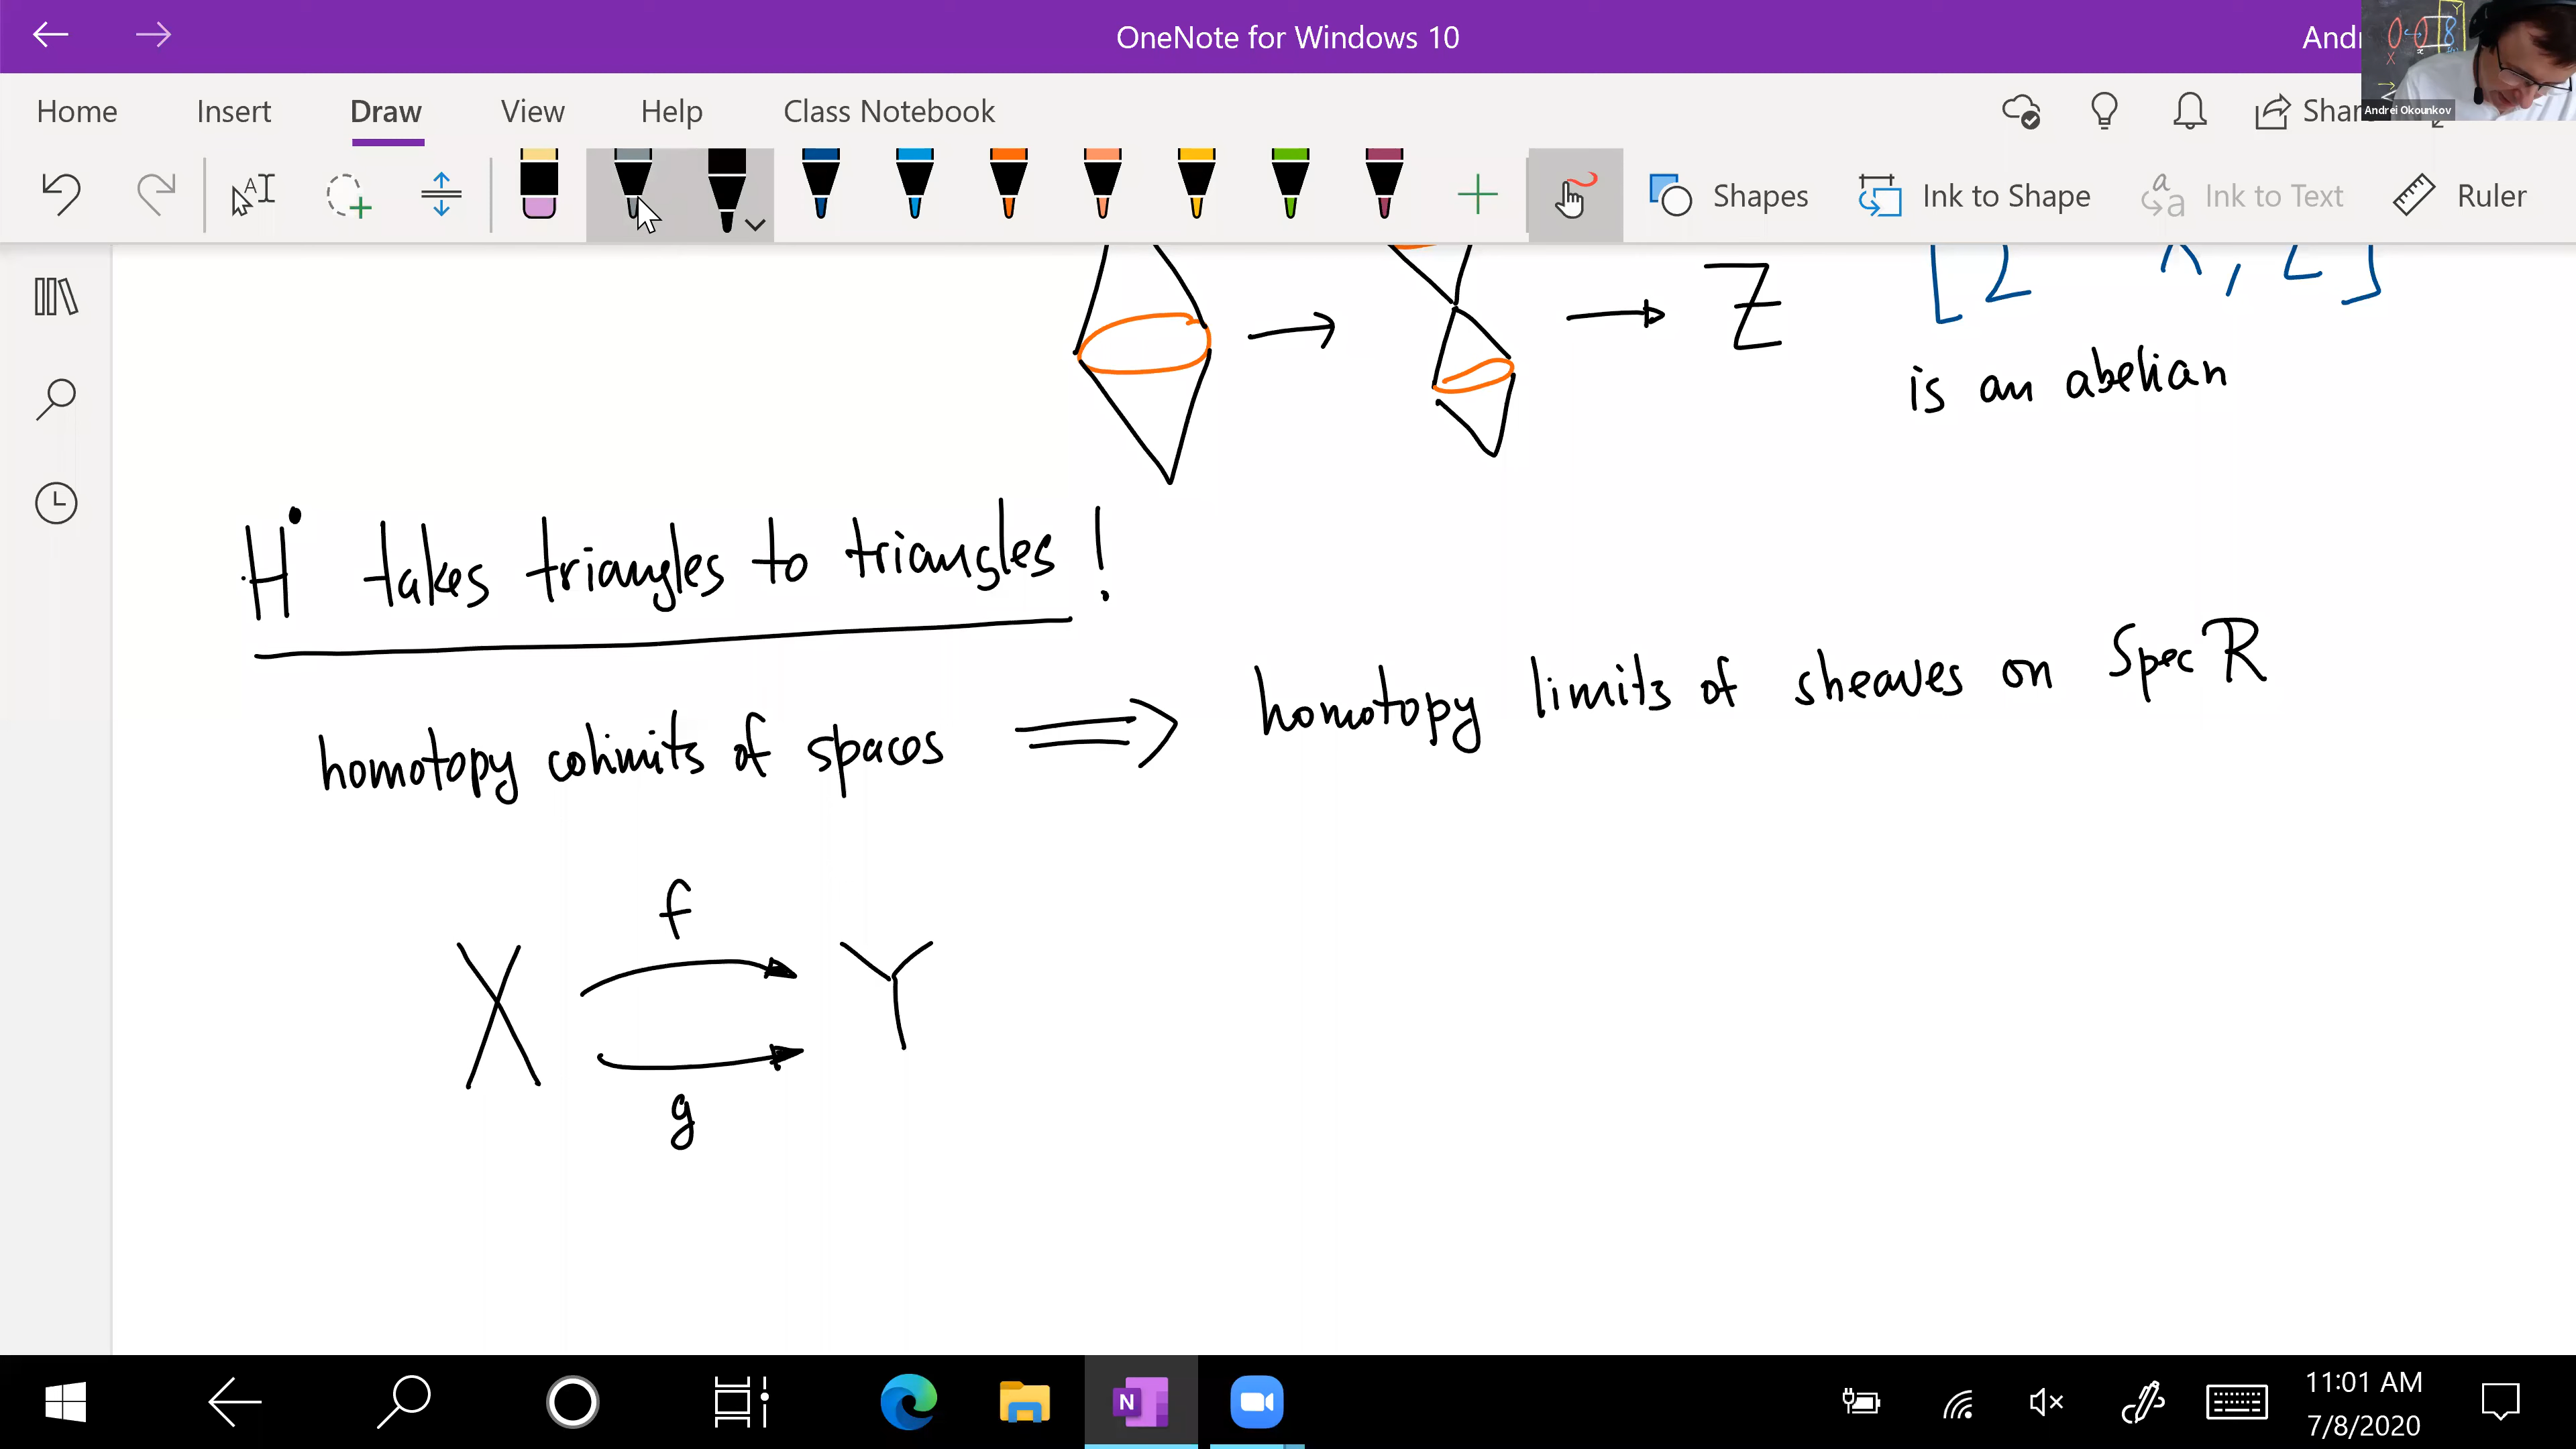 OneNote for Windows 10
Andr
Home Insert Draw View Help Class Notebook Shar
Andrei Okounkov
Shapes Ink to Shape Ink to Text Ruler
Z
is an abelian
H• takes triangles to triangles!
homotopy colimits of spaces ⟹ homotopy limits of sheaves on Spec R
f
X Y
g
11:01 AM
7/8/2020